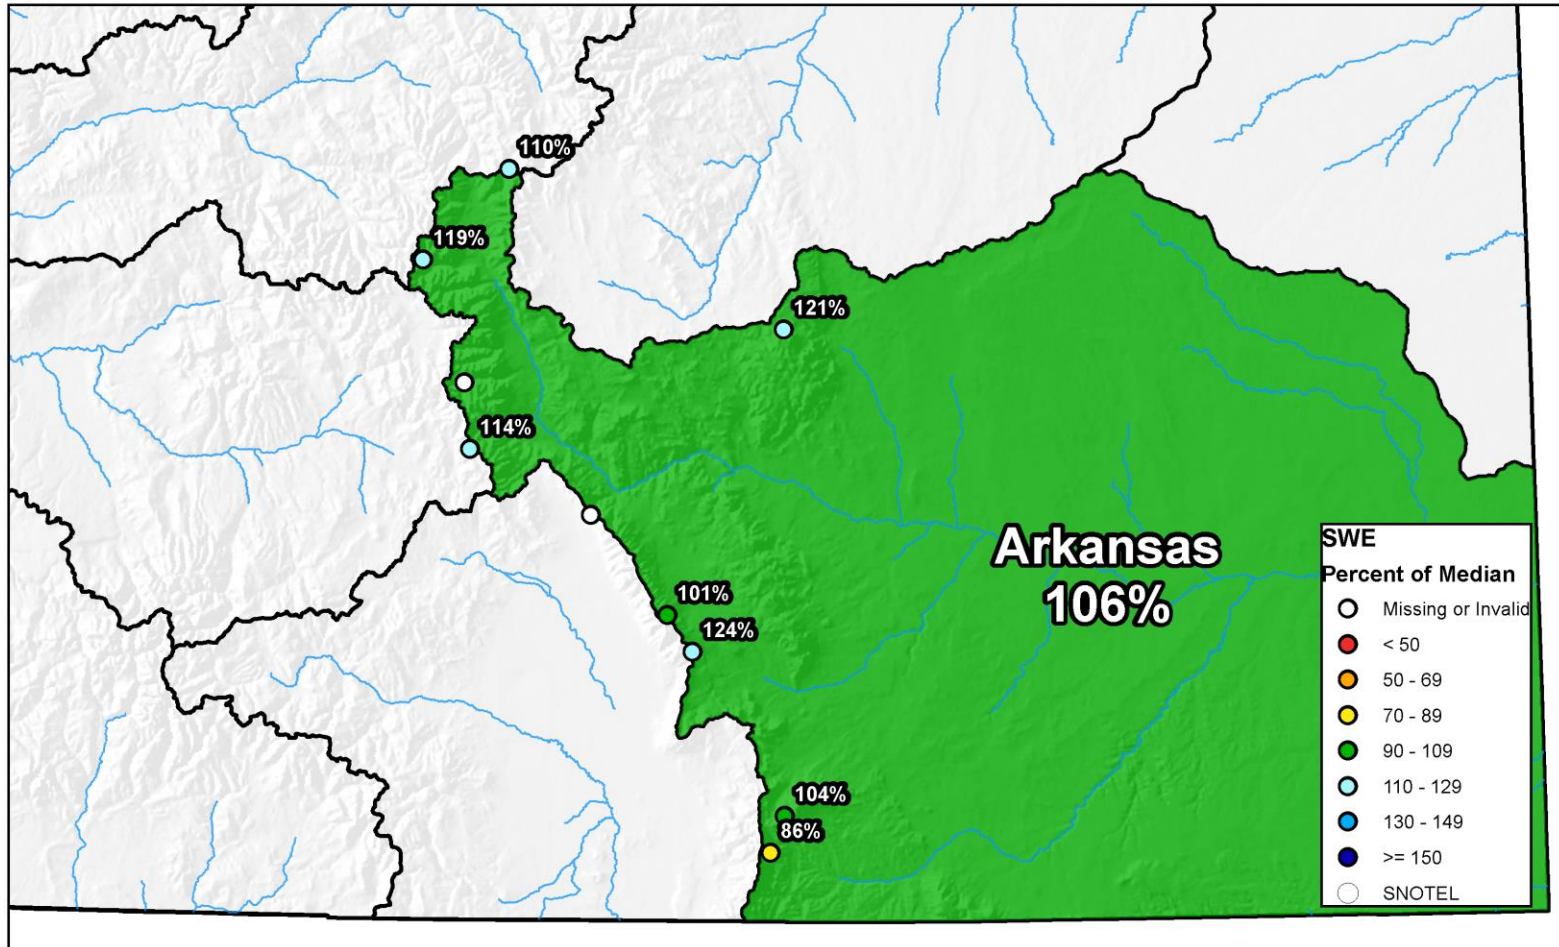 110%
119%
121%
114%
Arkansas
106%
101%
124%
104%
86%
SWE
Percent of Median
Missing or Invalid
< 50
50 - 69
70 - 89
90 - 109
110 - 129
130 - 149
>= 150
SNOTEL